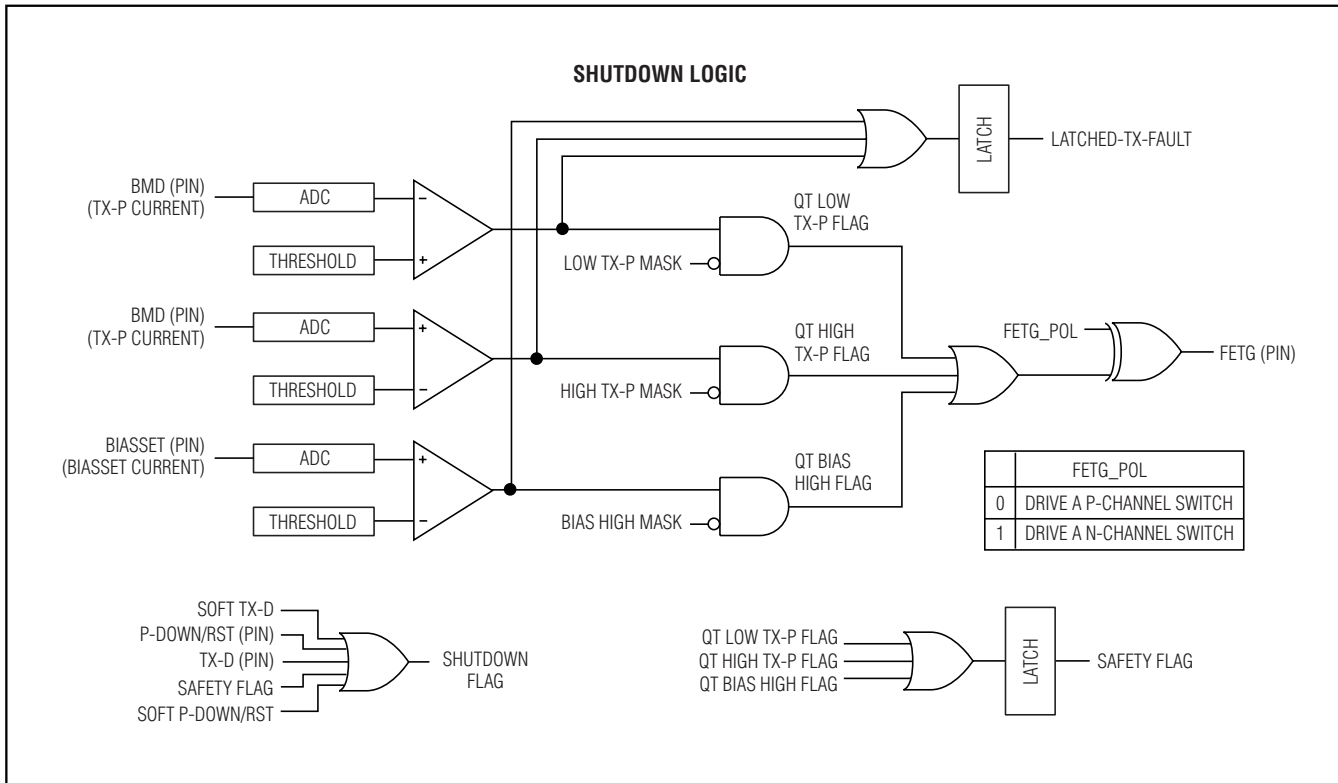 SHUTDOWN LOGIC
LATCH
LATCHED-TX-FAULT
BMD (PIN)
(TX-P CURRENT)
ADC
−
THRESHOLD
+
QT LOW
TX-P FLAG
LOW TX-P MASK
BMD (PIN)
(TX-P CURRENT)
ADC
+
THRESHOLD
−
QT HIGH
TX-P FLAG
HIGH TX-P MASK
FETG_POL
FETG (PIN)
BIASSET (PIN)
(BIASSET CURRENT)
ADC
+
THRESHOLD
−
QT BIAS
HIGH FLAG
BIAS HIGH MASK
FETG_POL
0 DRIVE A P-CHANNEL SWITCH
1 DRIVE A N-CHANNEL SWITCH
SOFT TX-D
P-DOWN/RST (PIN)
TX-D (PIN)
SAFETY FLAG
SOFT P-DOWN/RST
SHUTDOWN
FLAG
QT LOW TX-P FLAG
QT HIGH TX-P FLAG
QT BIAS HIGH FLAG
LATCH
SAFETY FLAG